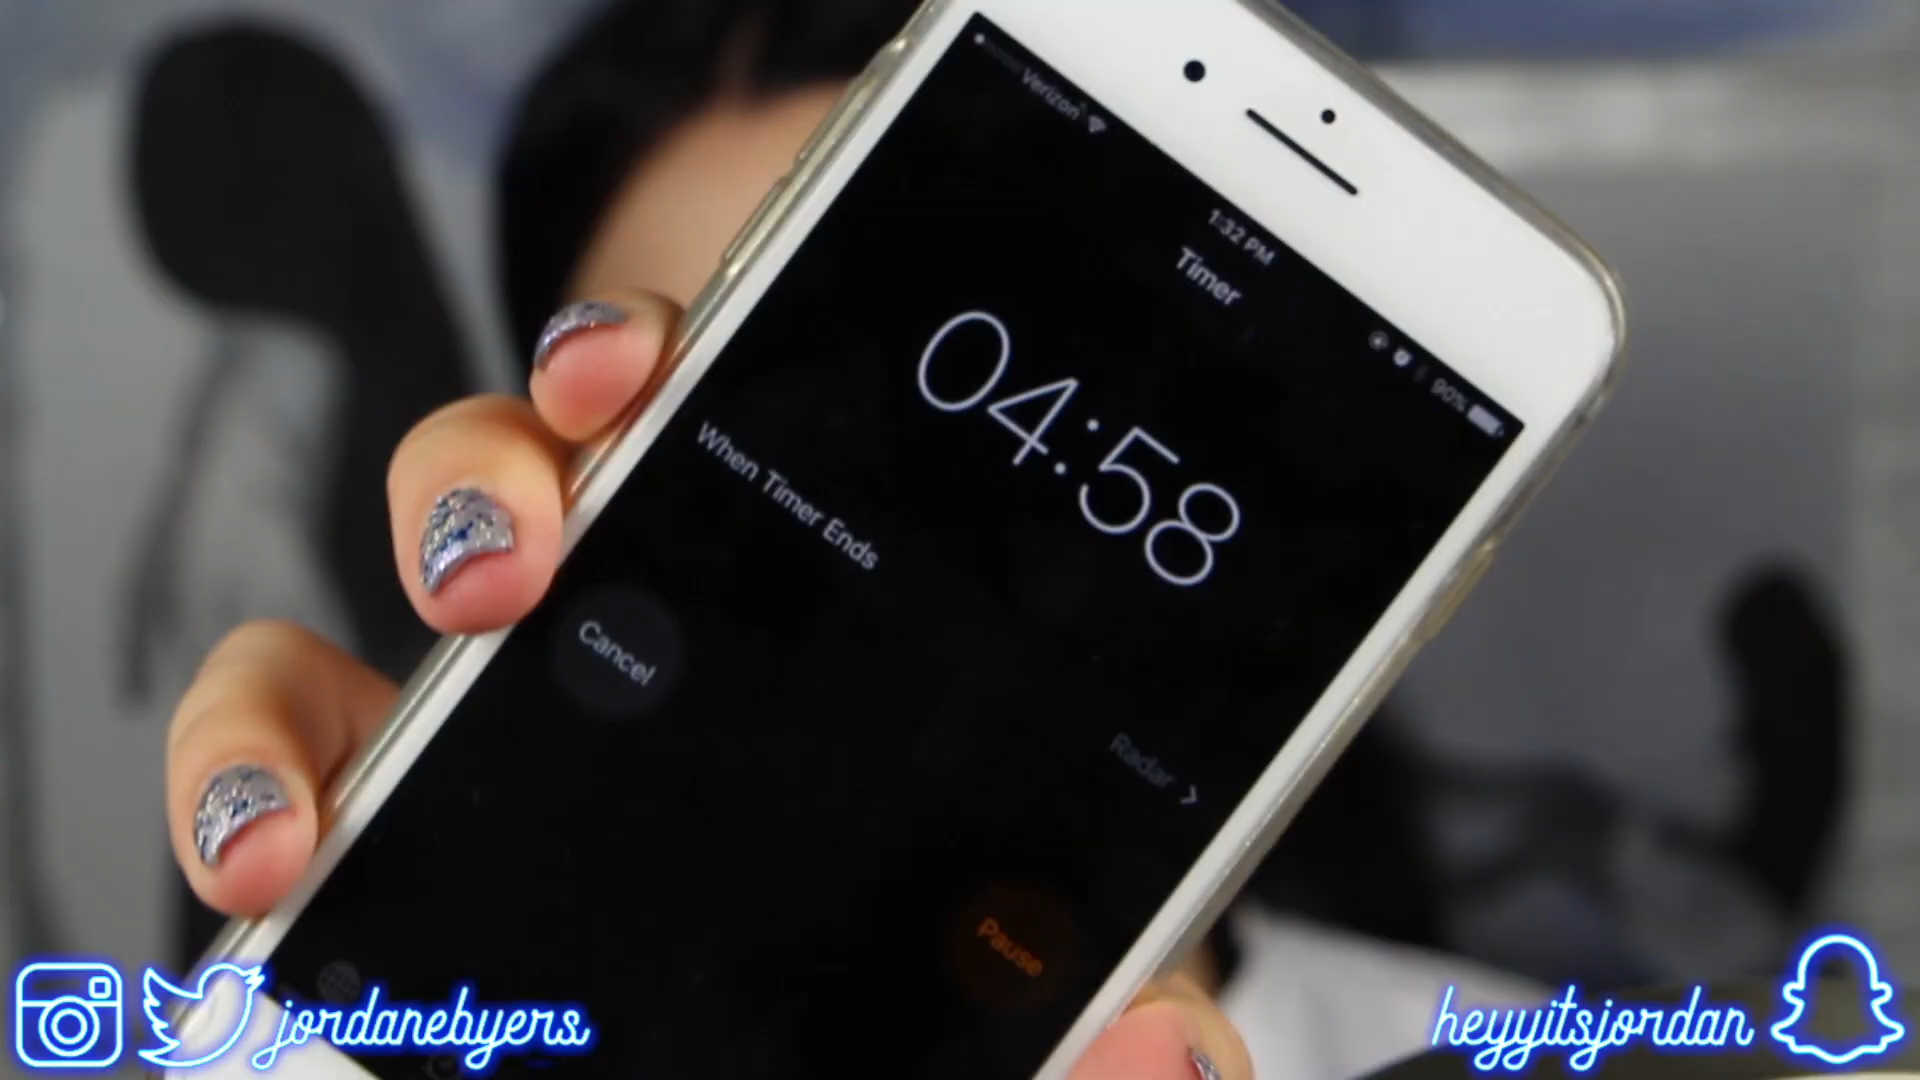 Verizon
1:32 PM
90%
Timer
04:58
When Timer Ends
Radar >
Cancel
Pause
jordanebyers
heyyitsjordan